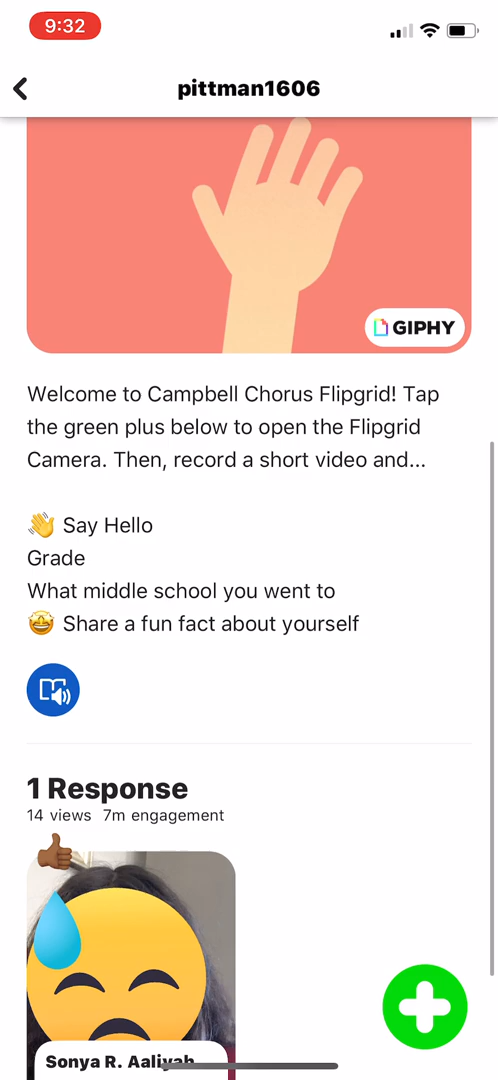 9:32
pittman1606
GIPHY
Welcome to Campbell Chorus Flipgrid! Tap
the green plus below to open the Flipgrid
Camera. Then, record a short video and...
👋 Say Hello
Grade
What middle school you went to
🤩 Share a fun fact about yourself
1 Response
14 views 7m engagement
Sonya R. Aaliyah